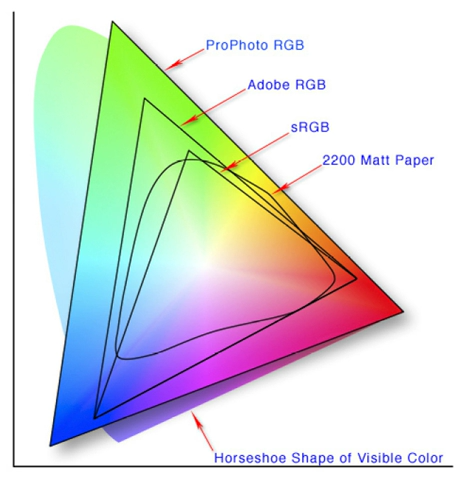 ProPhoto RGB
Adobe RGB
sRGB
2200 Matt Paper
Horseshoe Shape of Visible Color